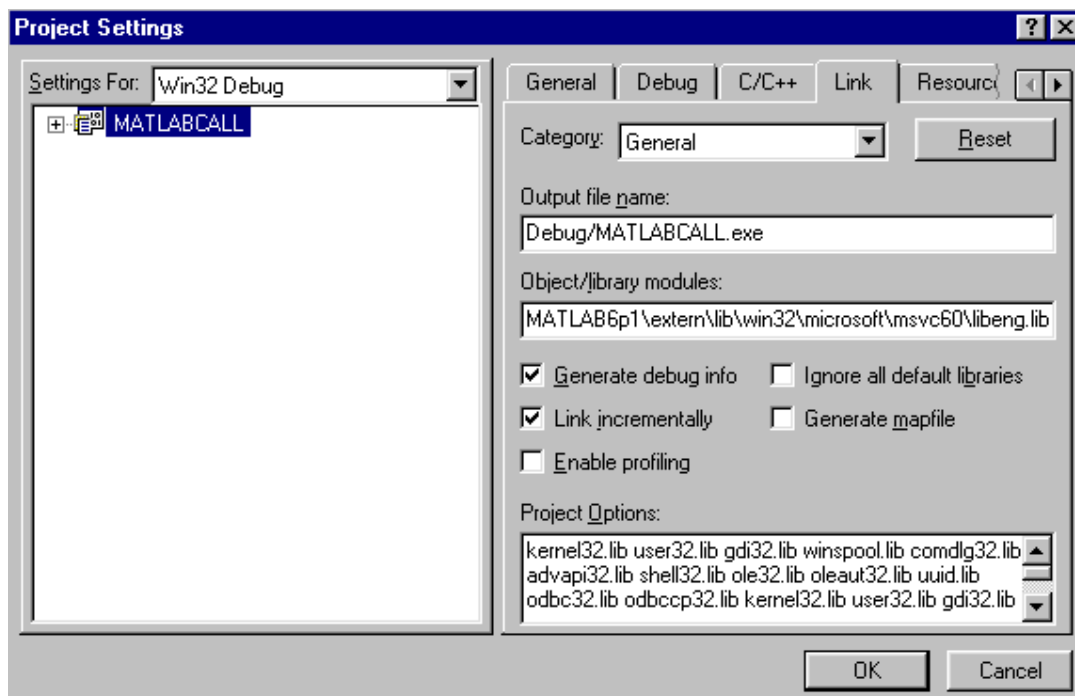 Project Settings
Settings For: Win32 Debug
MATLABCALL
General Debug C/C++ Link Resourc
Category: General Reset
Output file name:
Debug/MATLABCALL.exe
Object/library modules:
MATLAB6p1\extern\lib\win32\microsoft\msvc60\libeng.lib
Generate debug info Ignore all default libraries
Link incrementally Generate mapfile
Enable profiling
Project Options:
kernel32.lib user32.lib gdi32.lib winspool.lib comdlg32.lib
advapi32.lib shell32.lib ole32.lib oleaut32.lib uuid.lib
odbc32.lib odbccp32.lib kernel32.lib user32.lib gdi32.lib
OK Cancel